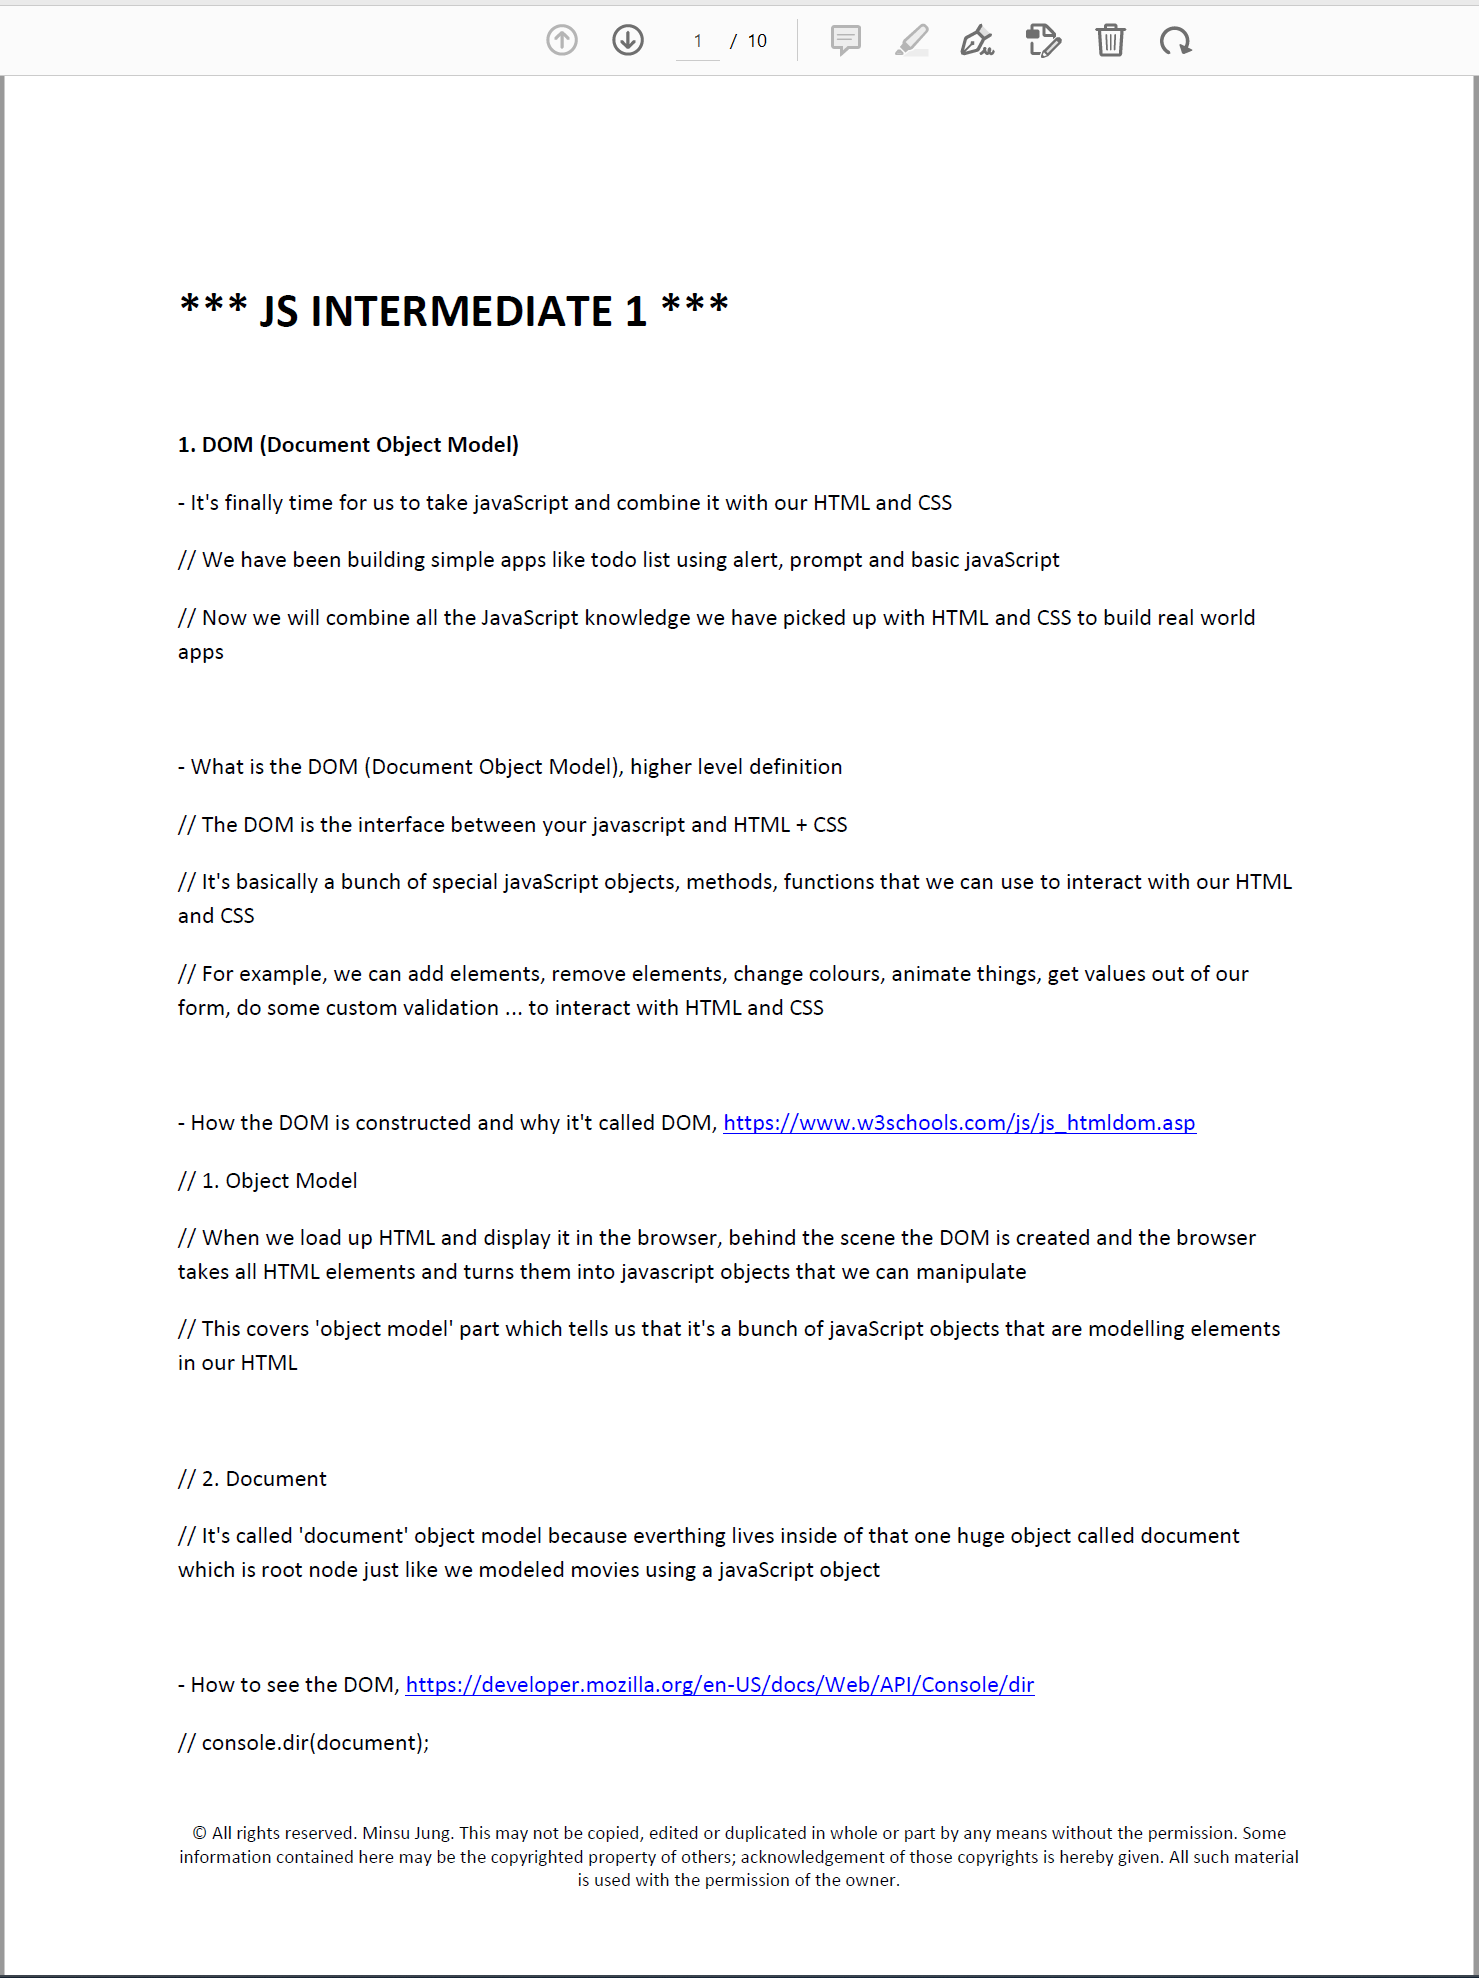 1 / 10
*** JS INTERMEDIATE 1 ***
1. DOM (Document Object Model)
- It's finally time for us to take javaScript and combine it with our HTML and CSS
// We have been building simple apps like todo list using alert, prompt and basic javaScript
// Now we will combine all the JavaScript knowledge we have picked up with HTML and CSS to build real world
apps
- What is the DOM (Document Object Model), higher level definition
// The DOM is the interface between your javascript and HTML + CSS
// It's basically a bunch of special javaScript objects, methods, functions that we can use to interact with our HTML
and CSS
// For example, we can add elements, remove elements, change colours, animate things, get values out of our
form, do some custom validation ... to interact with HTML and CSS
- How the DOM is constructed and why it't called DOM, https://www.w3schools.com/js/js_htmldom.asp
// 1. Object Model
// When we load up HTML and display it in the browser, behind the scene the DOM is created and the browser
takes all HTML elements and turns them into javascript objects that we can manipulate
// This covers 'object model' part which tells us that it's a bunch of javaScript objects that are modelling elements
in our HTML
// 2. Document
// It's called 'document' object model because everthing lives inside of that one huge object called document
which is root node just like we modeled movies using a javaScript object
- How to see the DOM, https://developer.mozilla.org/en-US/docs/Web/API/Console/dir
// console.dir(document);
© All rights reserved. Minsu Jung. This may not be copied, edited or duplicated in whole or part by any means without the permission. Some
information contained here may be the copyrighted property of others; acknowledgement of those copyrights is hereby given. All such material
is used with the permission of the owner.